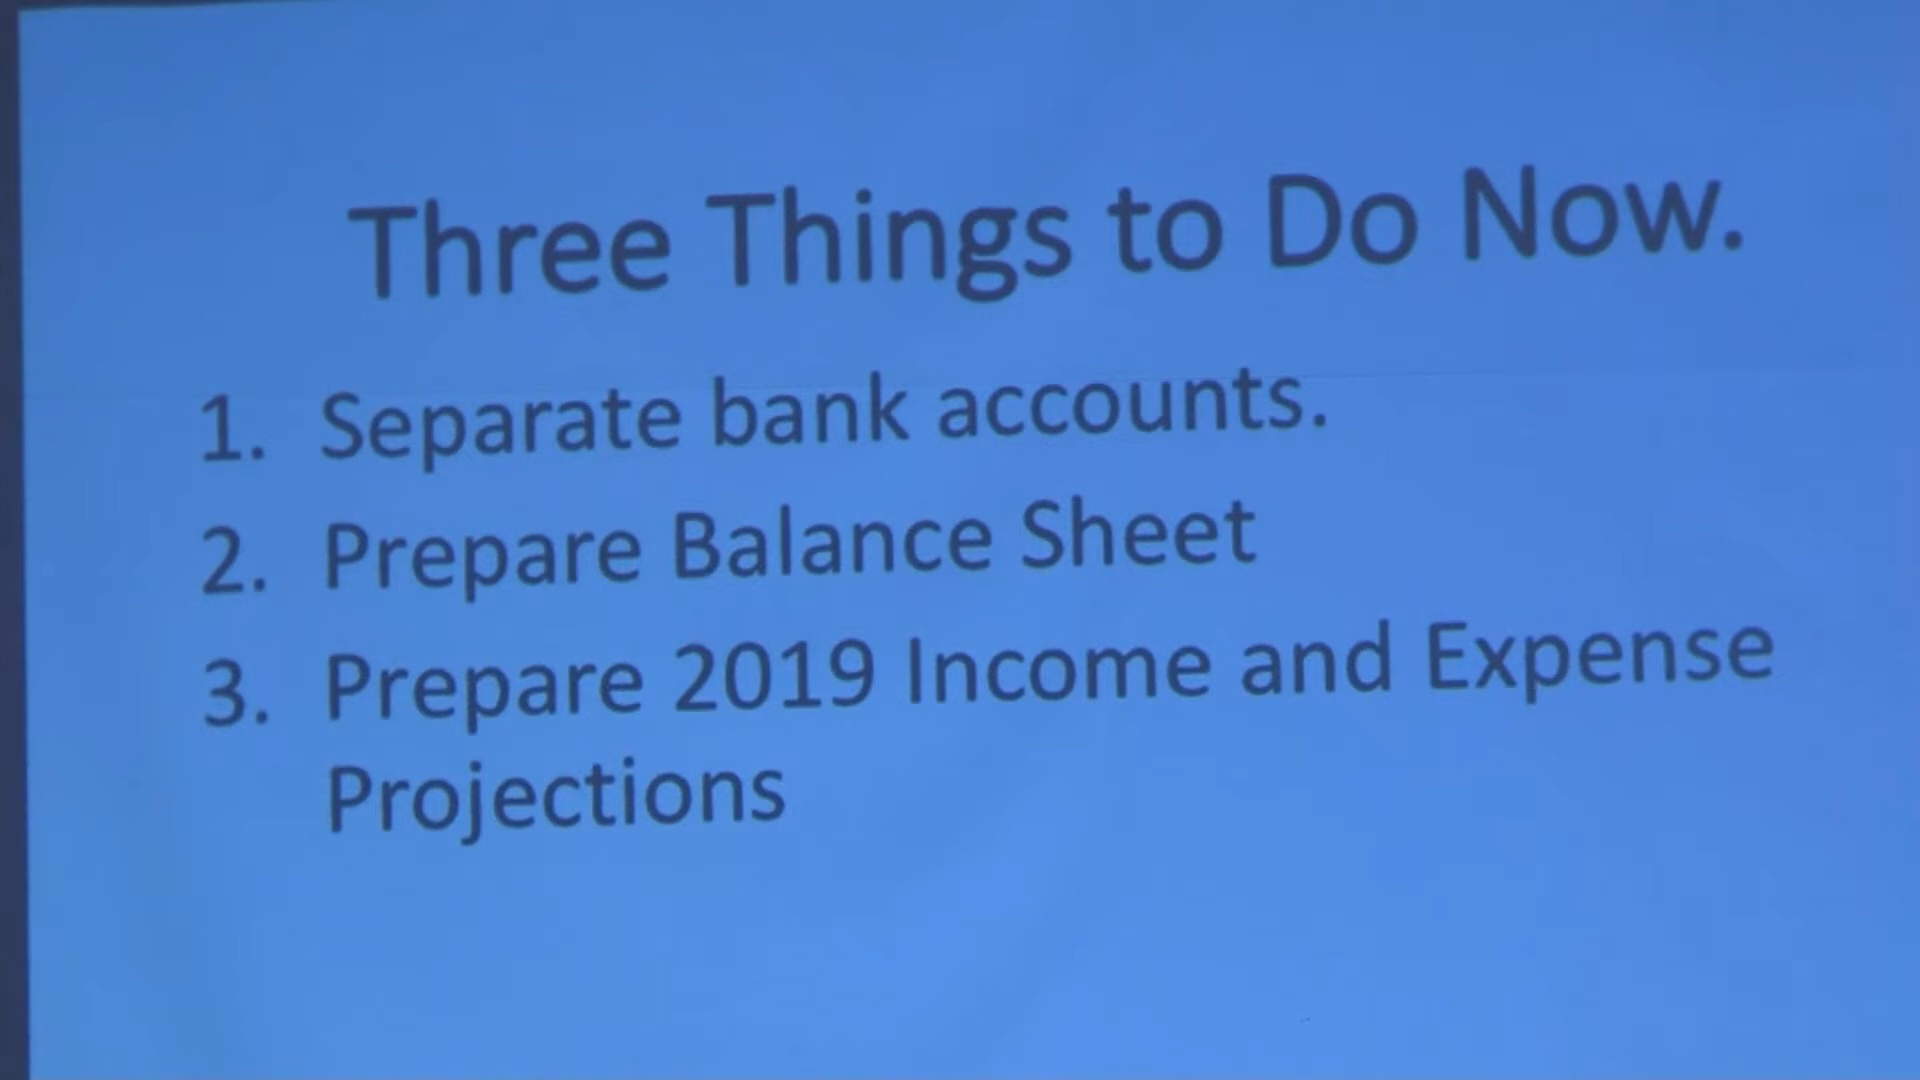 Three Things to Do Now.
1. Separate bank accounts.
2. Prepare Balance Sheet
3. Prepare 2019 Income and Expense
Projections